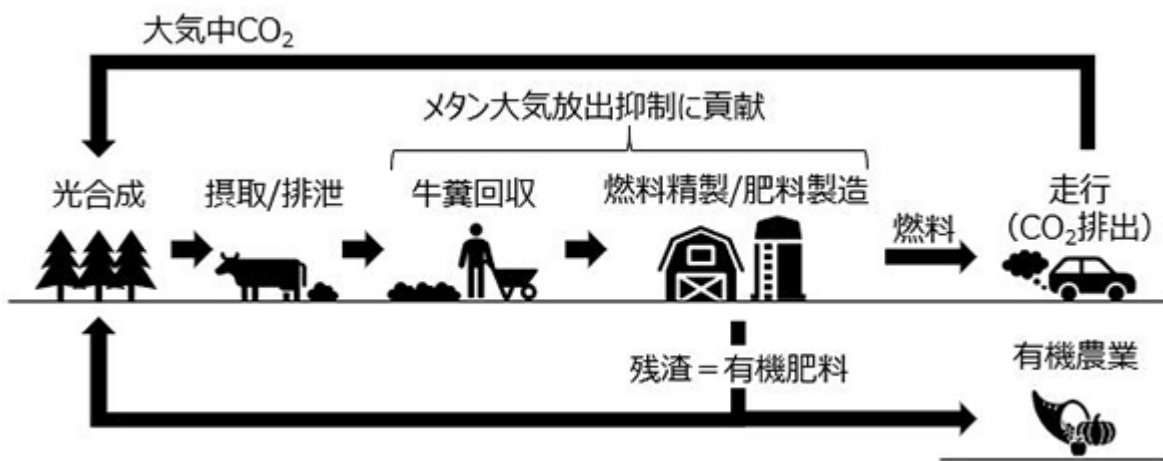 大気中CO₂
メタン大気放出抑制に貢献
光合成
摂取/排泄
牛糞回収
燃料精製/肥料製造
燃料
走行
（CO₂排出）
残渣＝有機肥料
有機農業